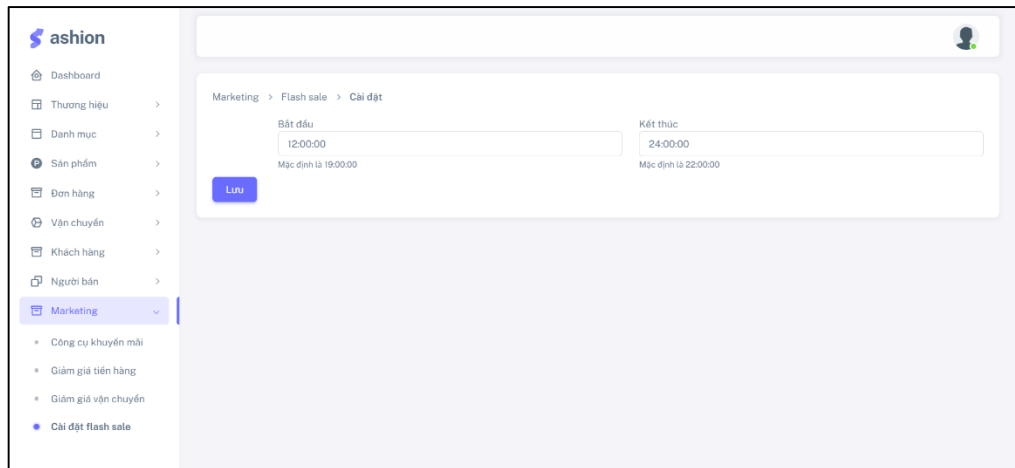 ashion
Dashboard
Thương hiệu
Danh mục
Sản phẩm
Đơn hàng
Vận chuyển
Khách hàng
Người bán
Marketing
Công cụ khuyến mãi
Giảm giá tiền hàng
Giảm giá vận chuyển
Cài đặt flash sale
Marketing > Flash sale > Cài đặt
Bắt đầu
12:00:00
Mặc định là 19:00:00
Kết thúc
24:00:00
Mặc định là 22:00:00
Lưu